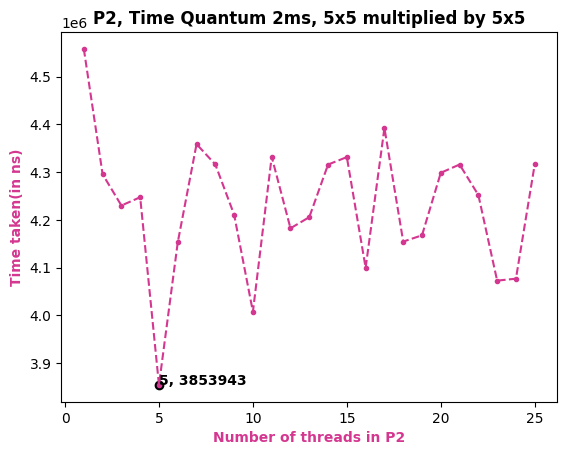 P2, Time Quantum 2ms, 5x5 multiplied by 5x5
1e6
4.5
4.4
4.3
4.2
4.1
4.0
3.9
Time taken(in ns)
5, 3853943
0 5 10 15 20 25
Number of threads in P2